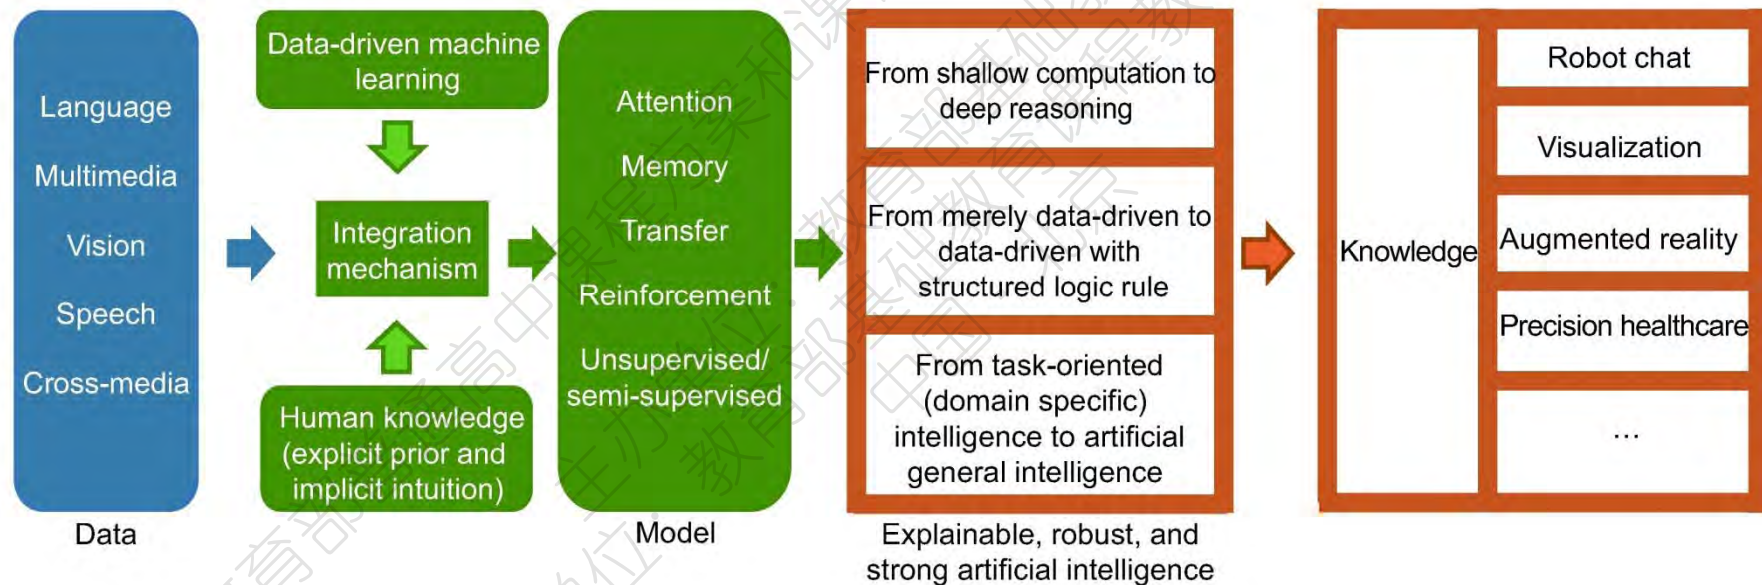 Language
Multimedia
Vision
Speech
Cross-media
Data
Data-driven machine
learning
Integration
mechanism
Human knowledge
(explicit prior and
implicit intuition)
Attention
Memory
Transfer
Reinforcement
Unsupervised/
semi-supervised
Model
From shallow computation to
deep reasoning
From merely data-driven to
data-driven with
structured logic rule
From task-oriented
(domain specific)
intelligence to artificial
general intelligence
Explainable, robust, and
strong artificial intelligence
Knowledge
Robot chat
Visualization
Augmented reality
Precision healthcare
...